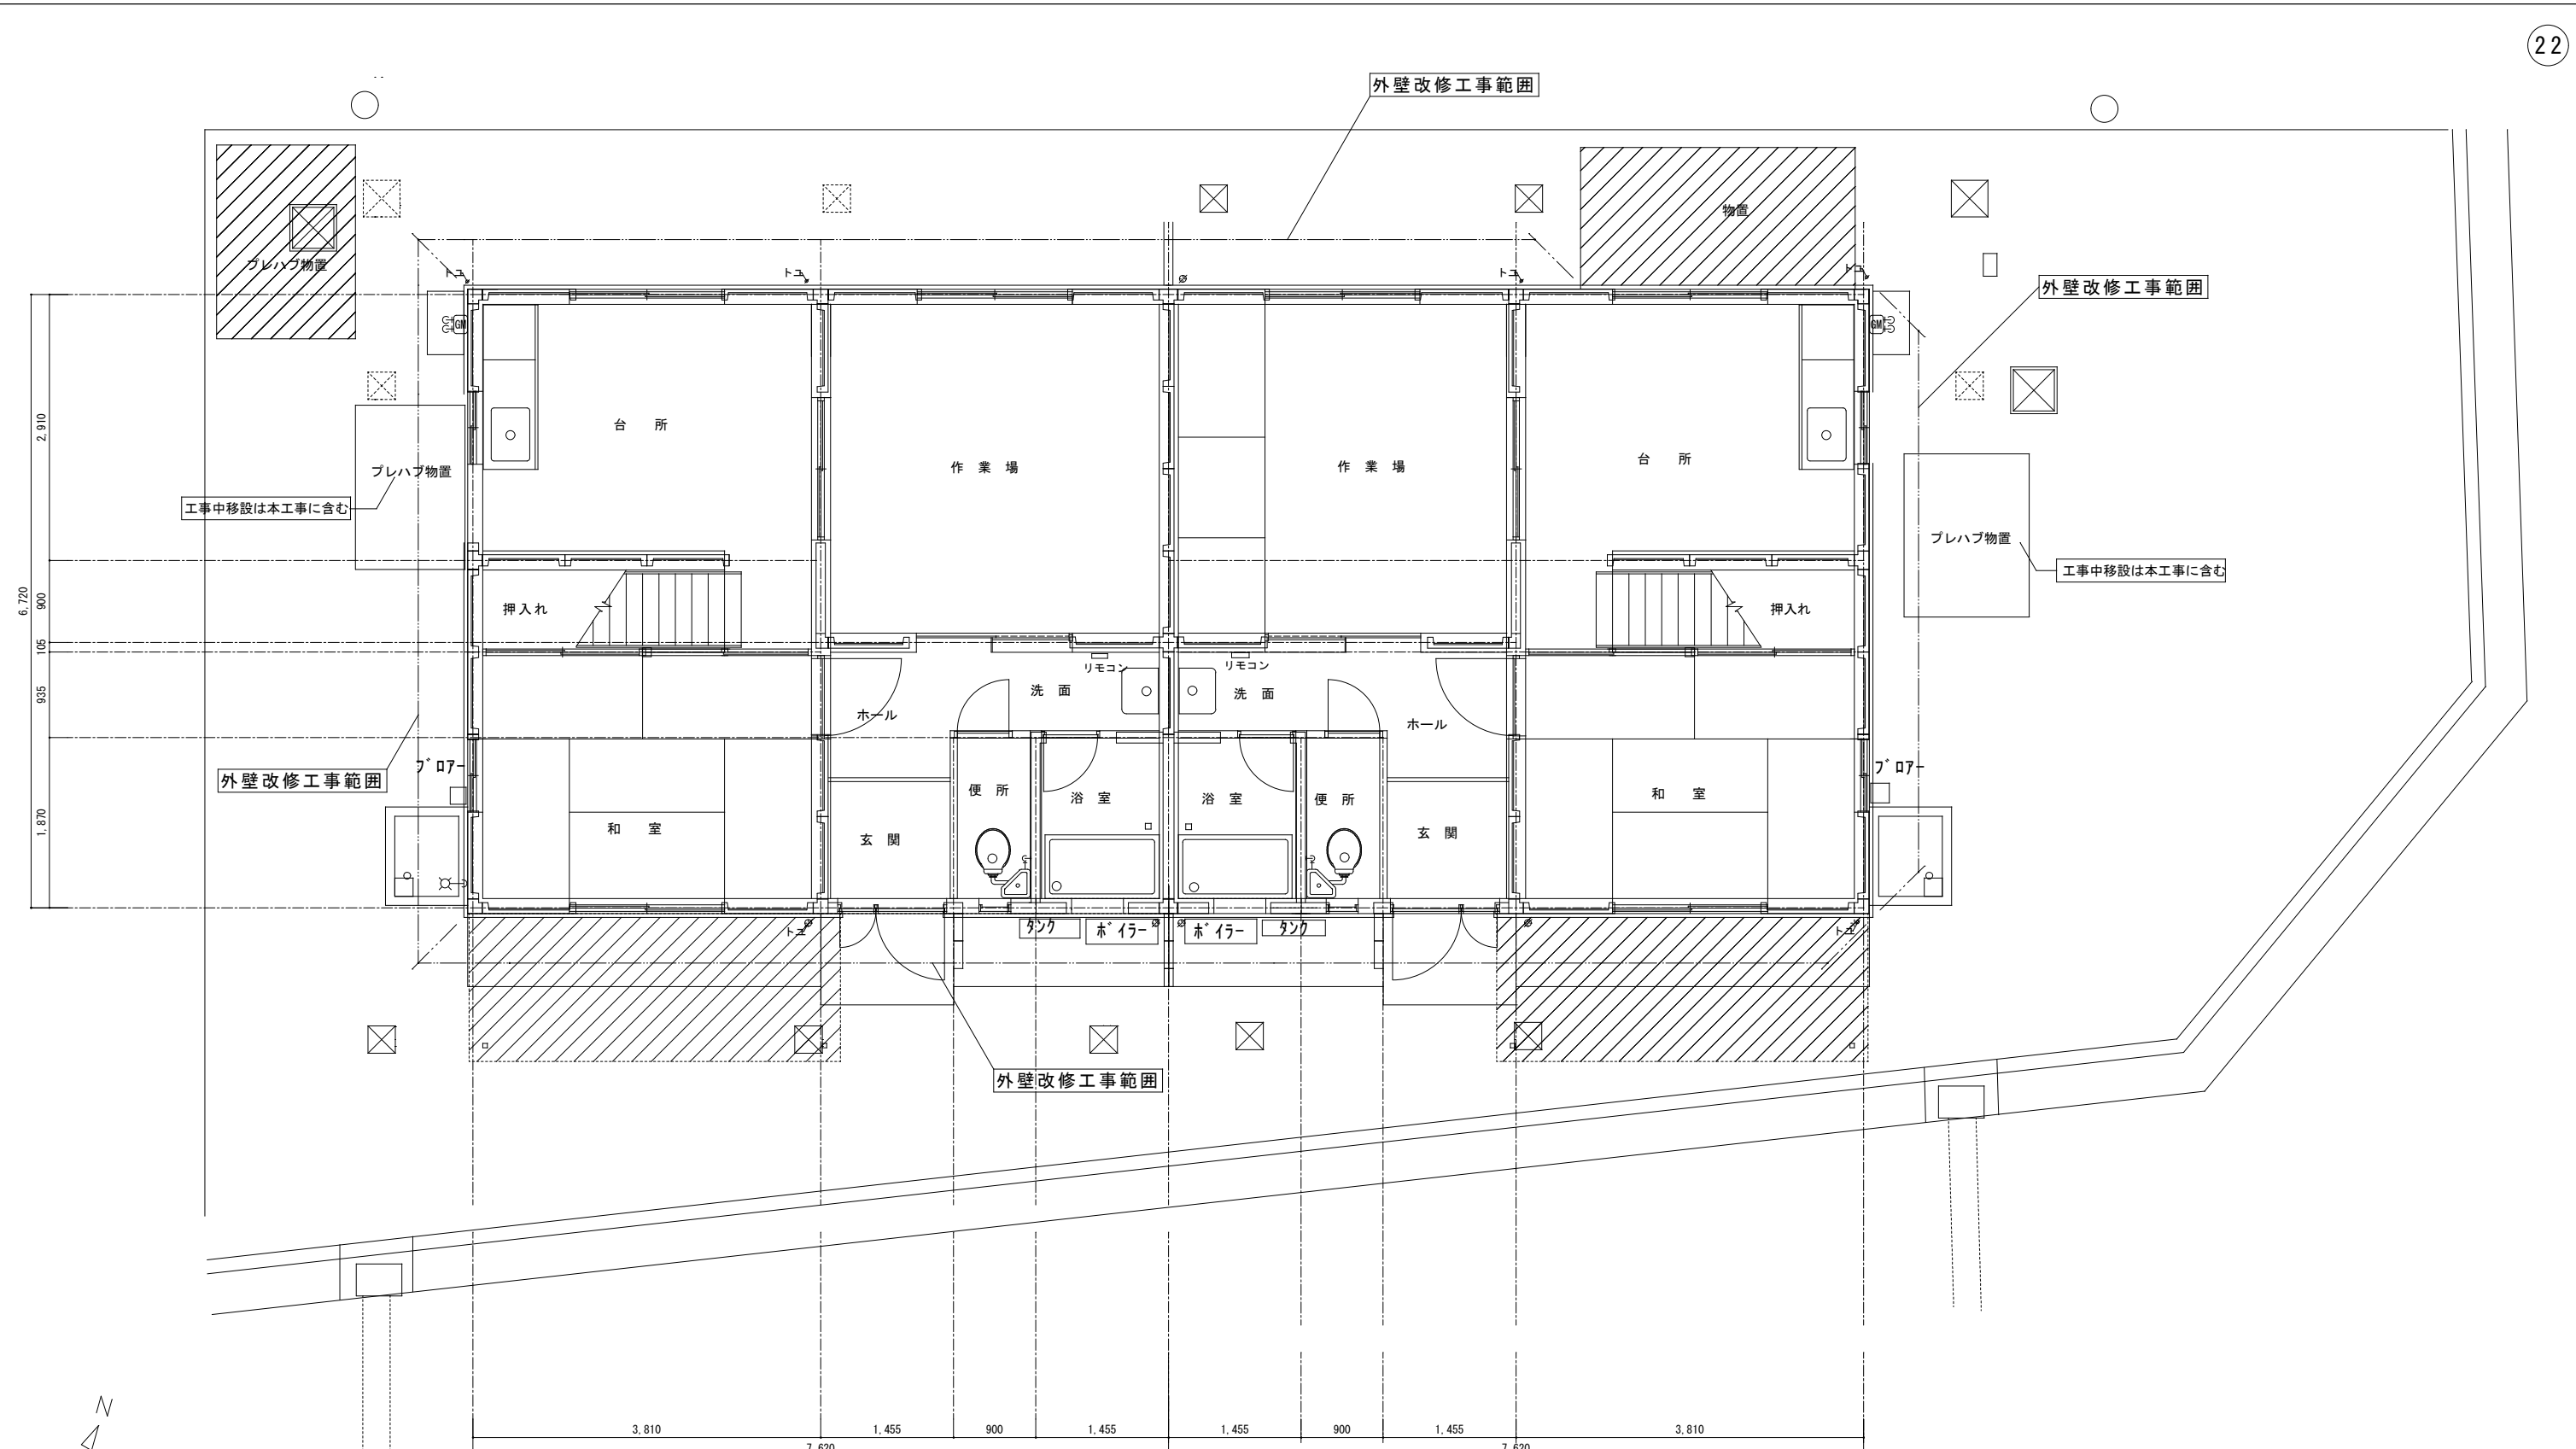 22
外壁改修工事範囲
物置
プレハブ物置
トユ
トユ
トユ
トユ
外壁改修工事範囲
GM
GM
2,910
台　所
作　業　場
作　業　場
台　所
プレハブ物置
工事中移設は本工事に含む
プレハブ物置
工事中移設は本工事に含む
6,720
900
押入れ
押入れ
105
リモコン
リモコン
935
洗　面
洗　面
ホール
ホール
外壁改修工事範囲
ブロアー
ブロアー
便　所
浴　室
浴　室
便　所
和　室
1,870
和　室
玄　関
玄　関
トユ
タンク
ボイラー
ボイラー
タンク
トユ
外壁改修工事範囲
N
3,810
1,455
900
1,455
1,455
900
1,455
3,810
7,620
7,620